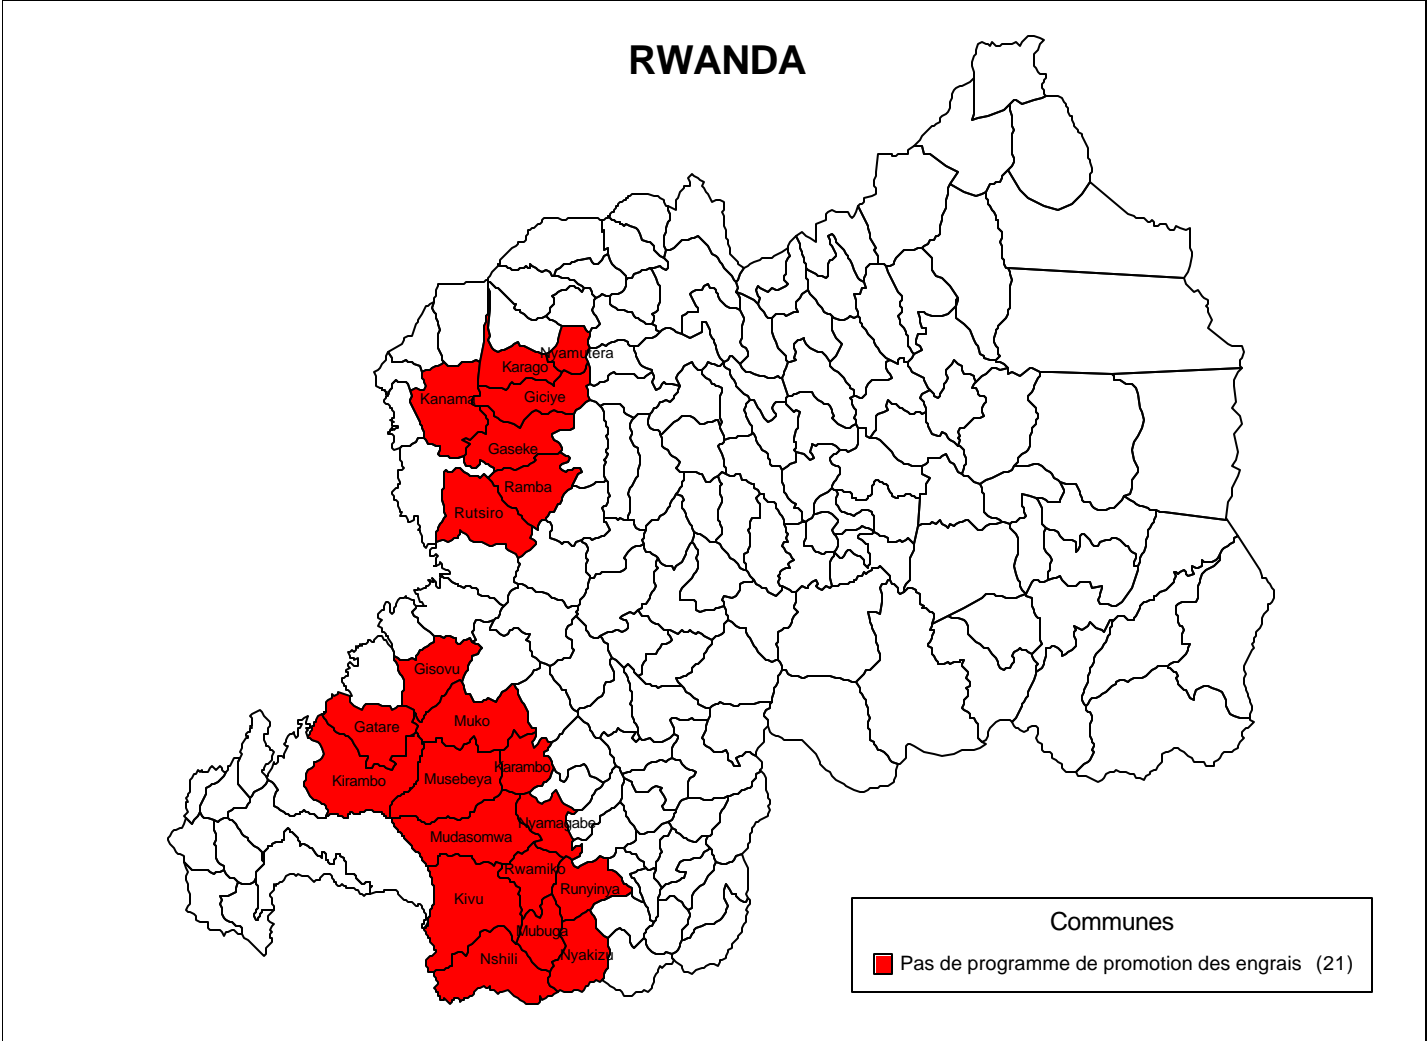 RWANDA
Nyamutera
Karago
Kanama
Giciye
Gaseke
Ramba
Rutsiro
Gisovu
Gatare
Muko
Karambo
Kirambo
Musebeya
Nyamagabe
Mudasomwa
Rwamiko
Runyinya
Kivu
Mubuga
Nshili
Nyakizu
Communes
Pas de programme de promotion des engrais (21)